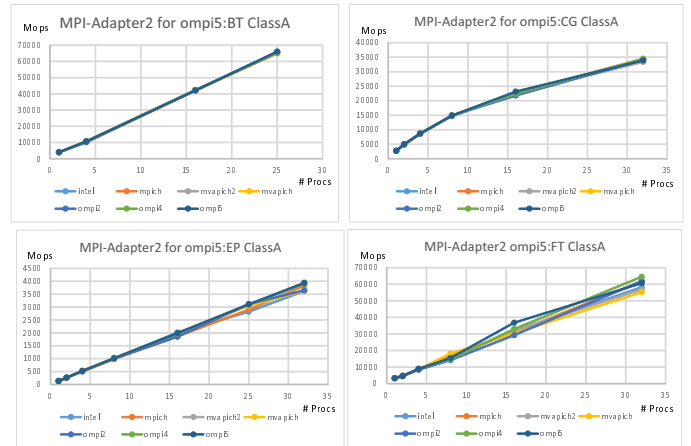 MPI-Adapter2 for ompi5:BT ClassA
Mops
70000
60000
50000
40000
30000
20000
10000
0
0 5 10 15 20 25 30
# Procs
intel mpich mvapich2 mvapich
ompi2 ompi4 ompi5
MPI-Adapter2 for ompi5:CG ClassA
Mops
40000
35000
30000
25000
20000
15000
10000
5000
0
0 5 10 15 20 25 30 35
# Procs
intel mpich mvapich2 mvapich
ompi2 ompi4 ompi5
MPI-Adapter2 for ompi5:EP ClassA
Mops
4500
4000
3500
3000
2500
2000
1500
1000
500
0
0 5 10 15 20 25 30 35
# Procs
intel mpich mvapich2 mvapich
ompi2 ompi4 ompi5
MPI-Adapter2 ompi5:FT ClassA
Mops
70000
60000
50000
40000
30000
20000
10000
0
0 5 10 15 20 25 30 35
# Procs
intel mpich mvapich2 mvapich
ompi2 ompi4 ompi5